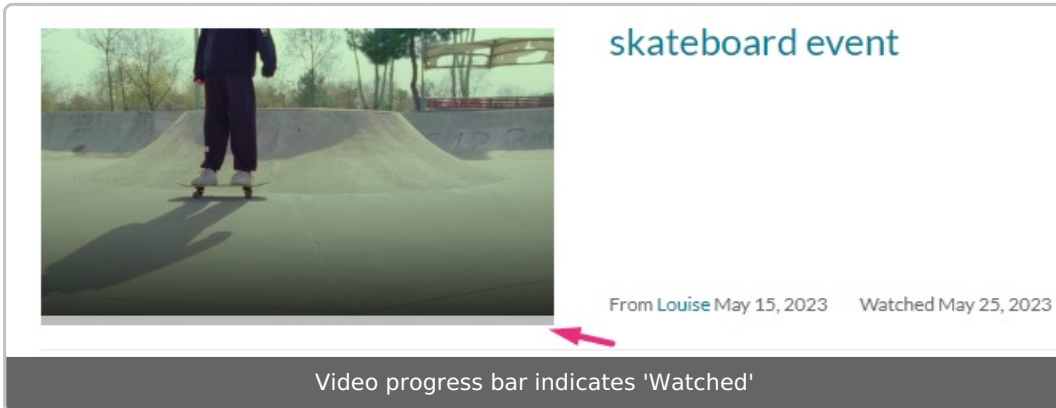 skateboard event
From Louise May 15, 2023 Watched May 25, 2023
Video progress bar indicates 'Watched'